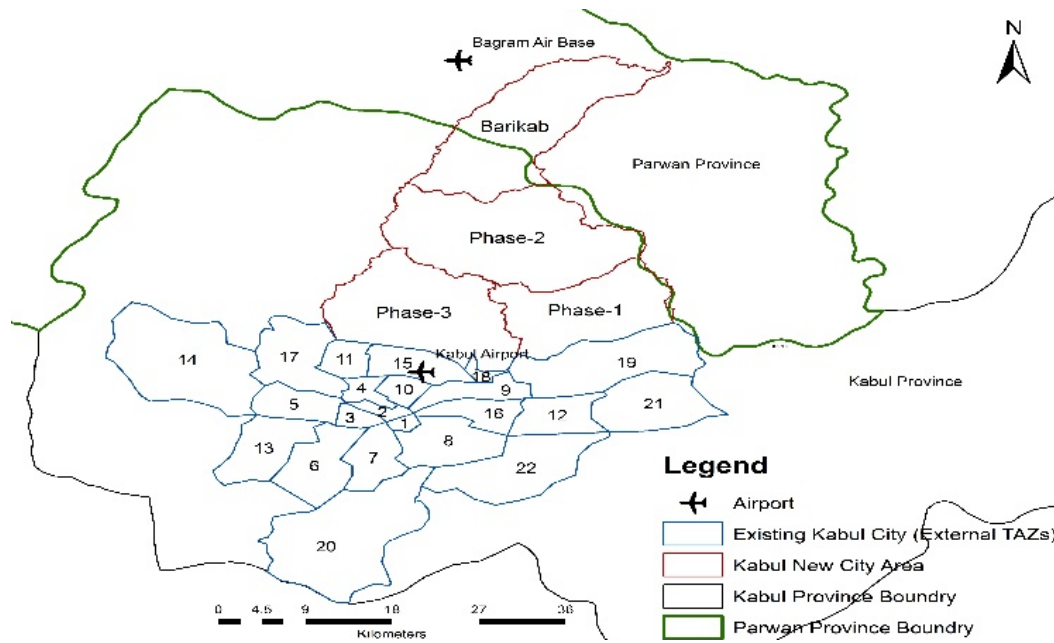 Bagram Air Base
N
Barikab
Parwan Province
Phase-2
Phase-3
Phase-1
Kabul Airport
14
17
11
15
18
19
Kabul Province
4
10
9
5
3
2
1
16
12
21
13
6
7
8
22
20
Legend
Airport
Existing Kabul City (External TAZs)
Kabul New City Area
Kabul Province Boundry
Parwan Province Boundry
0 4.5 9 18 27 36
Kilometers